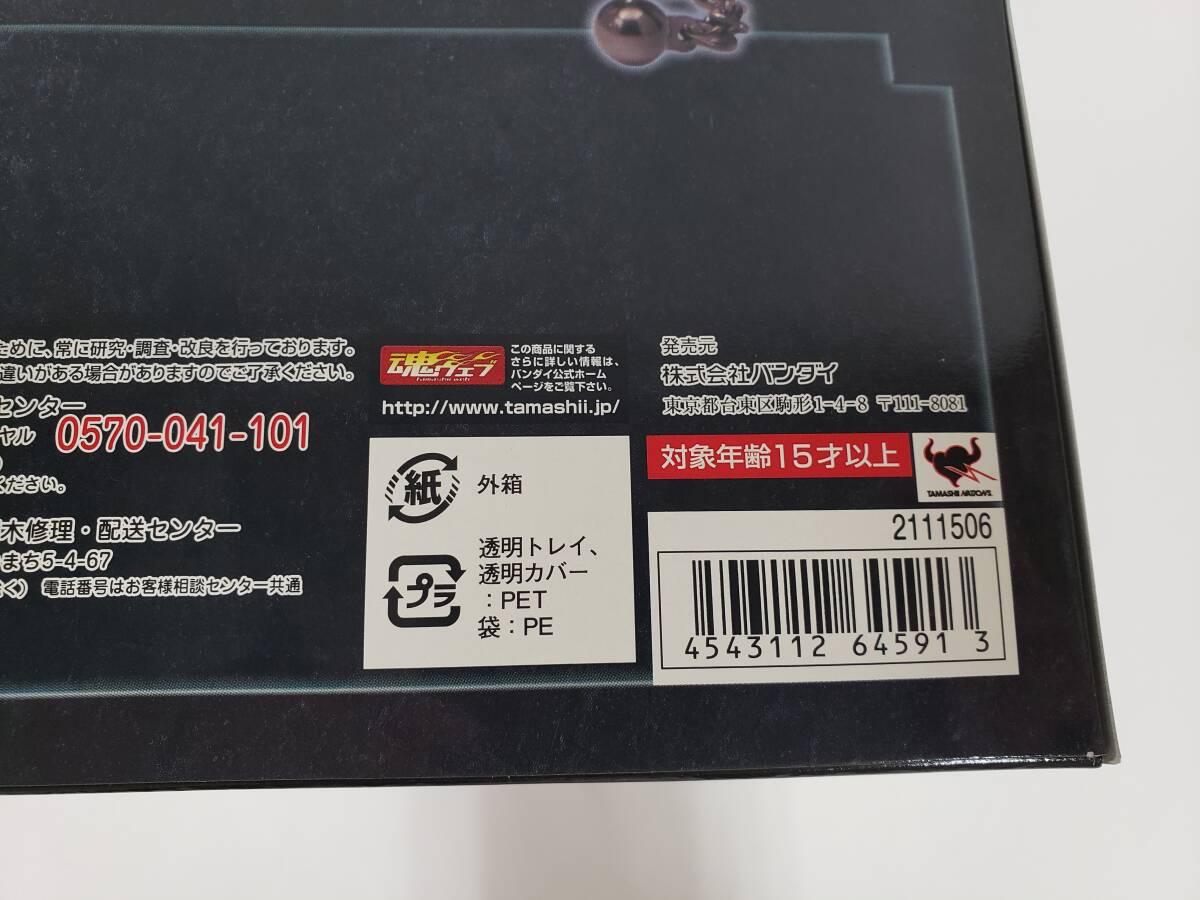 ために、常に研究・調査・改良を行っております。
違いがある場合がありますのでご了承ください。
センター
ヤル 0570-041-101
ください。
木修理・配送センター
まち5-4-67
く) 電話番号はお客様相談センター共通
魂ウェブ
tamashii web
この商品に関する
さらに詳しい情報は、
バンダイ公式ホーム
ページをご覧下さい。
http://www.tamashii.jp/
紙 外箱
プラ
透明トレイ、
透明カバー
:PET
袋:PE
発売元
株式会社バンダイ
東京都台東区駒形1-4-8 〒111-8081
対象年齢15才以上
TAMASHII NATIONS
2111506
4543112 64591 3